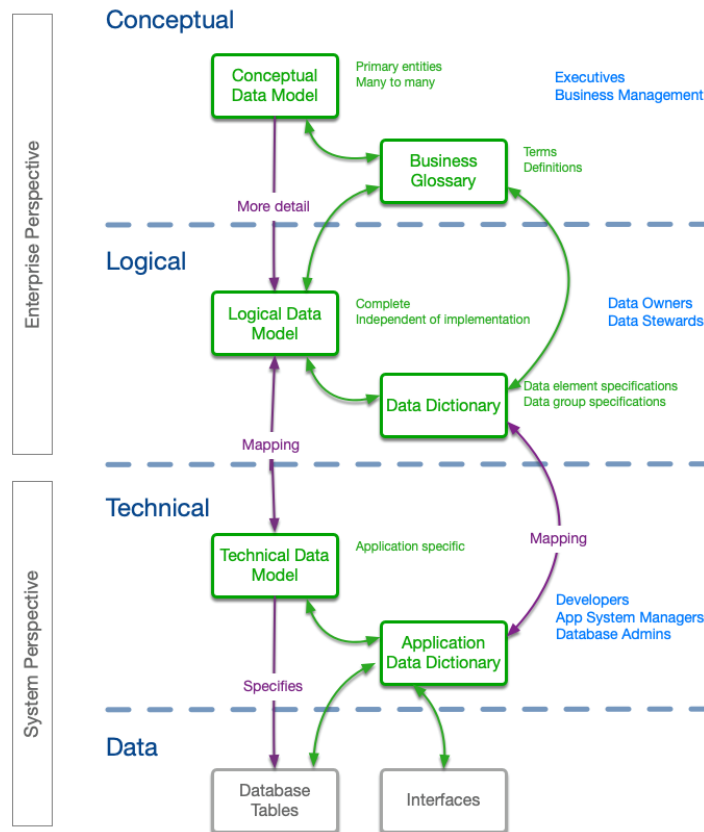 Conceptual
Conceptual
Data Model
Primary entities
Many to many
Executives
Business Management
Business
Glossary
Terms
Definitions
More detail
Enterprise Perspective
Logical
Logical Data
Model
Complete
Independent of implementation
Data Owners
Data Stewards
Data Dictionary
Data element specifications
Data group specifications
Mapping
Technical
Technical Data
Model
Application specific
Mapping
Developers
App System Managers
Database Admins
Application
Data Dictionary
System Perspective
Specifies
Data
Database
Tables
Interfaces